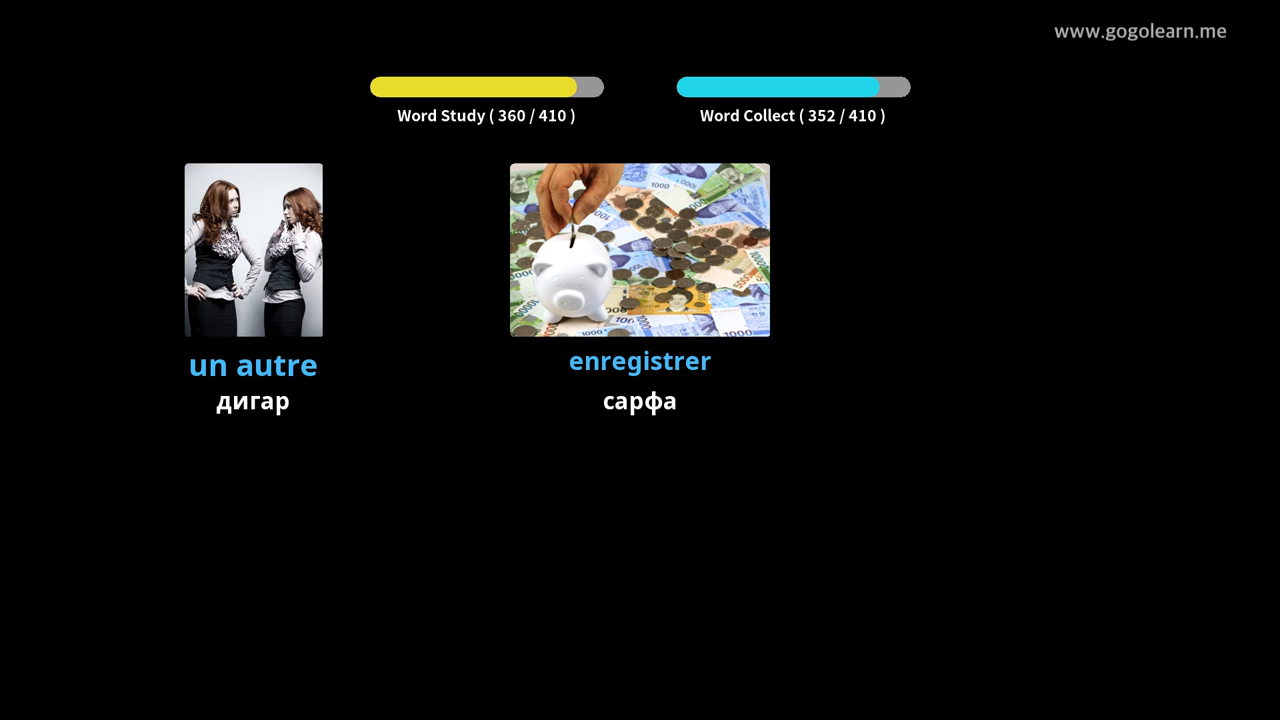 www.gogolearn.me
Word Study ( 360 / 410 )
Word Collect ( 352 / 410 )
un autre
дигар
enregistrer
сарфа